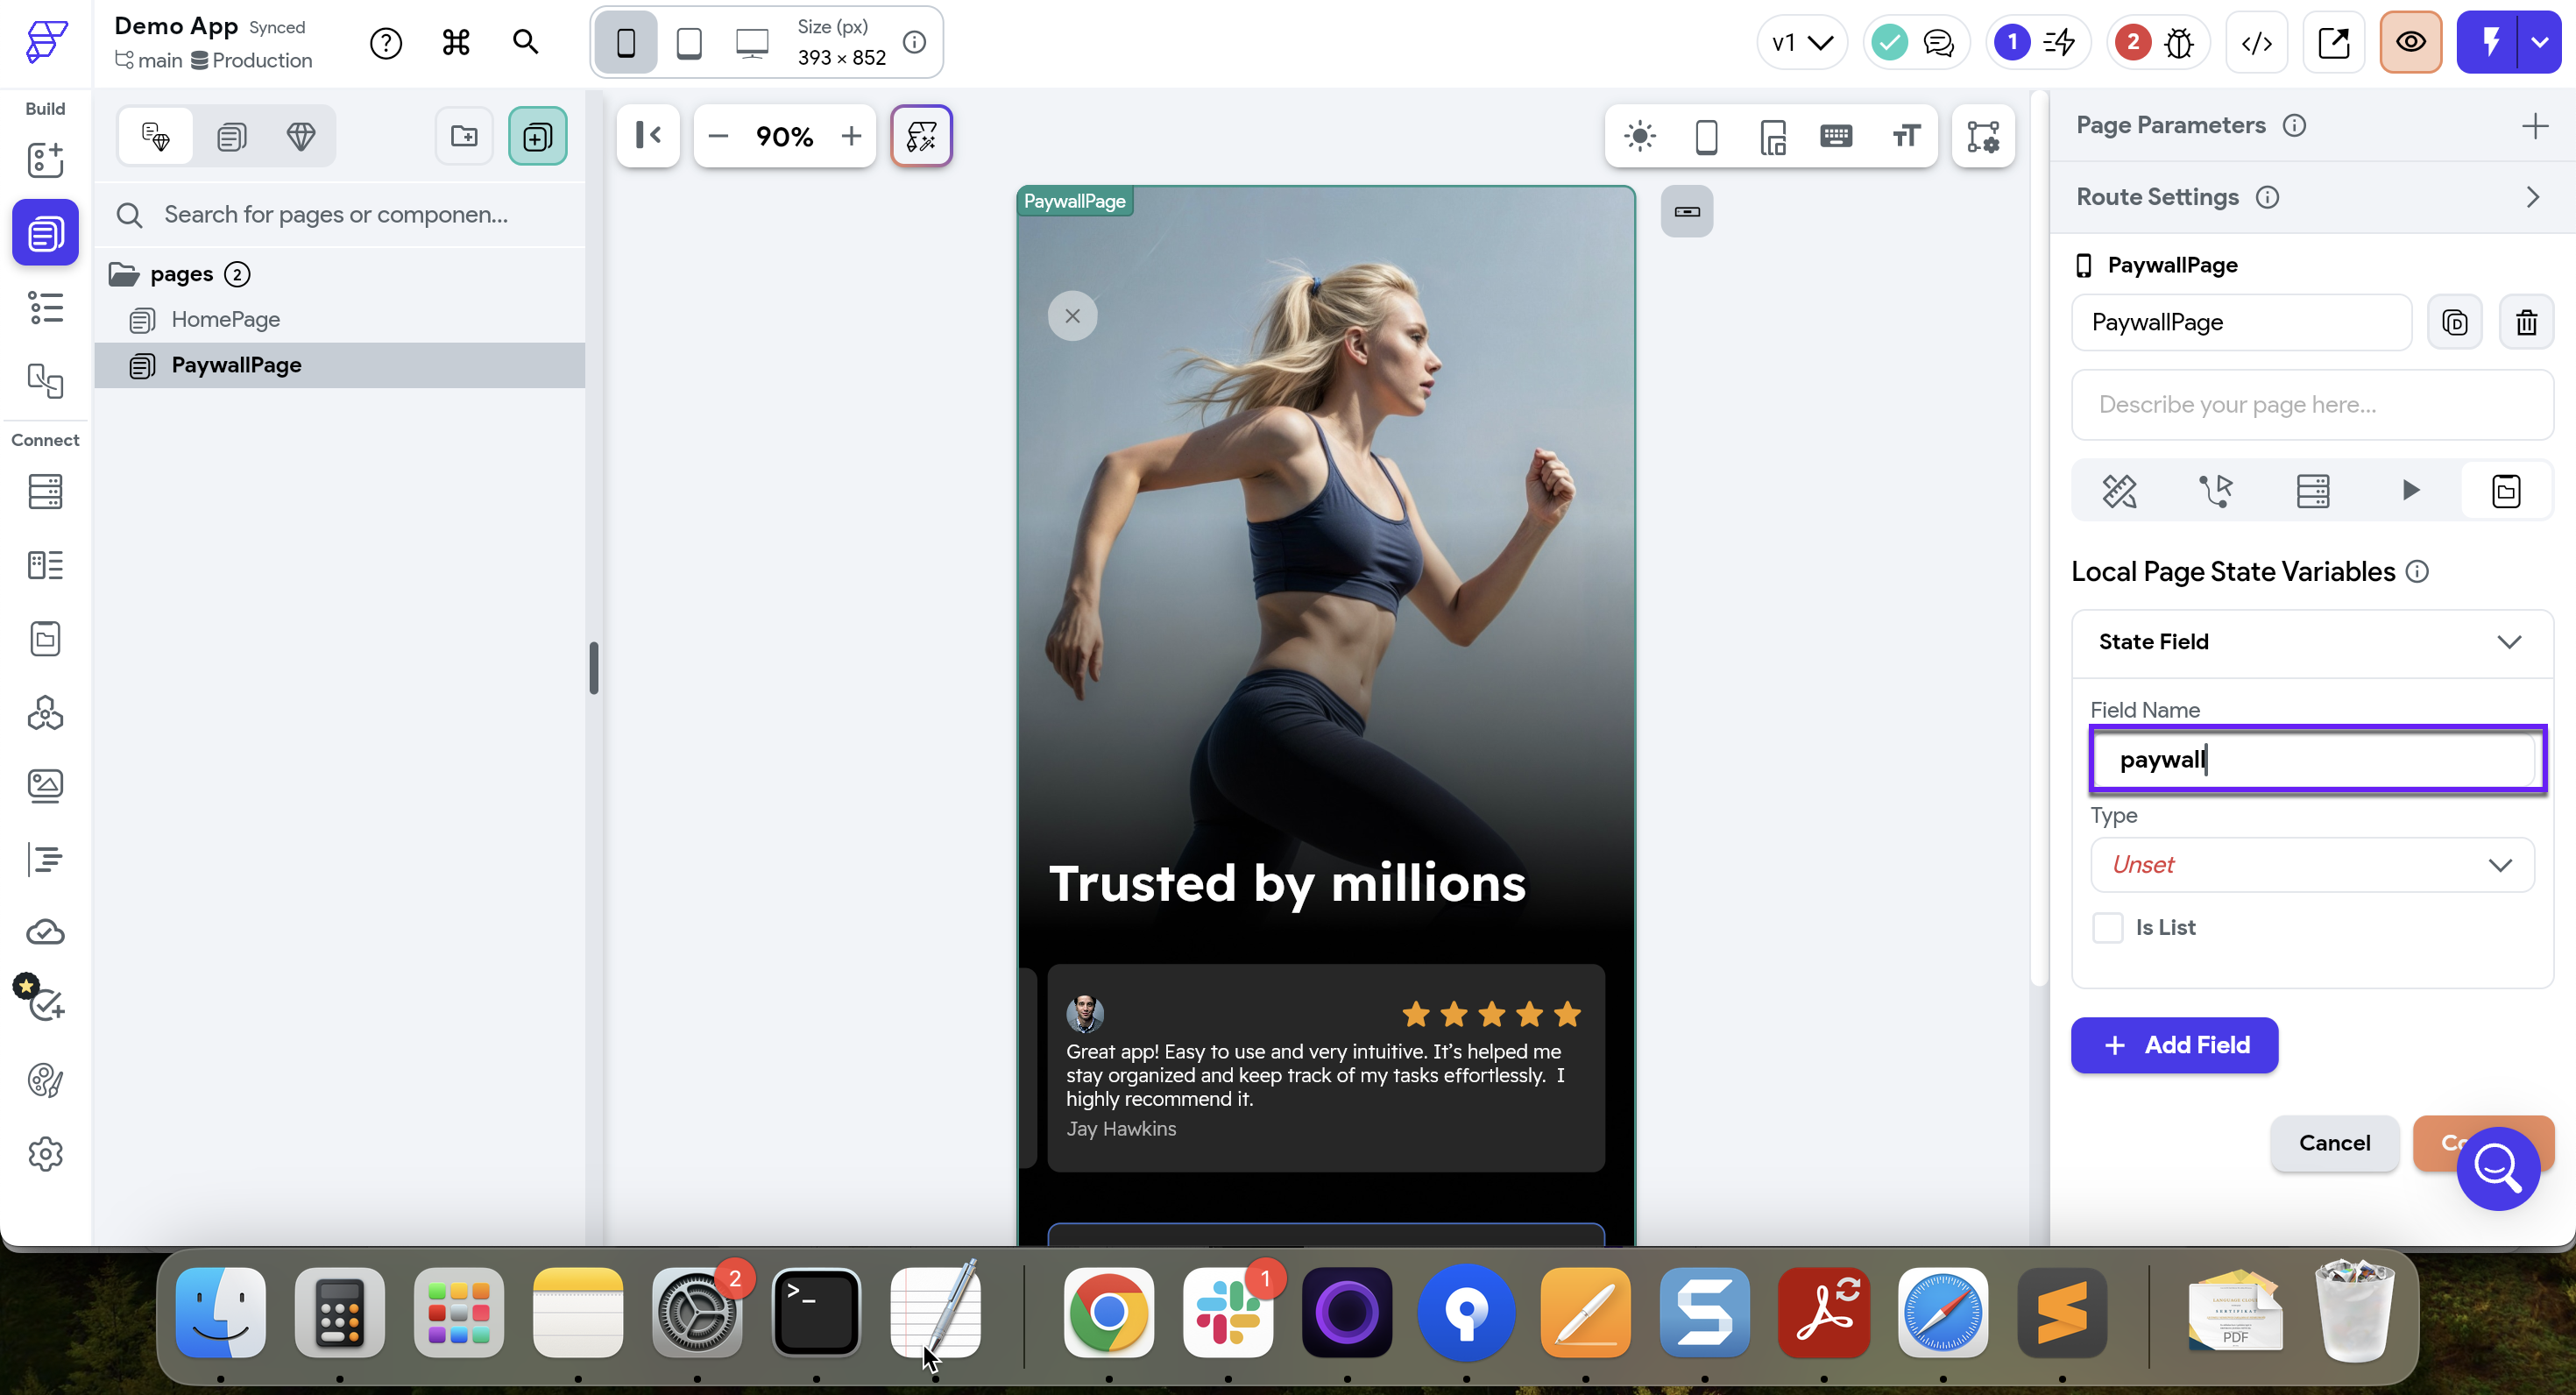 Demo App Synced
main Production
Size (px)
393 × 852
v1
1
2
Build
90%
Page Parameters
Search for pages or componen...
Route Settings
PaywallPage
PaywallPage
pages 2
HomePage
PaywallPage
PaywallPage
D
Describe your page here...
Connect
Local Page State Variables
State Field
Field Name
paywall
Type
Unset
Is List
Trusted by millions
Great app! Easy to use and very intuitive. It's helped me
stay organized and keep track of my tasks effortlessly. I
highly recommend it.
Jay Hawkins
Add Field
Cancel
2
1
PDF